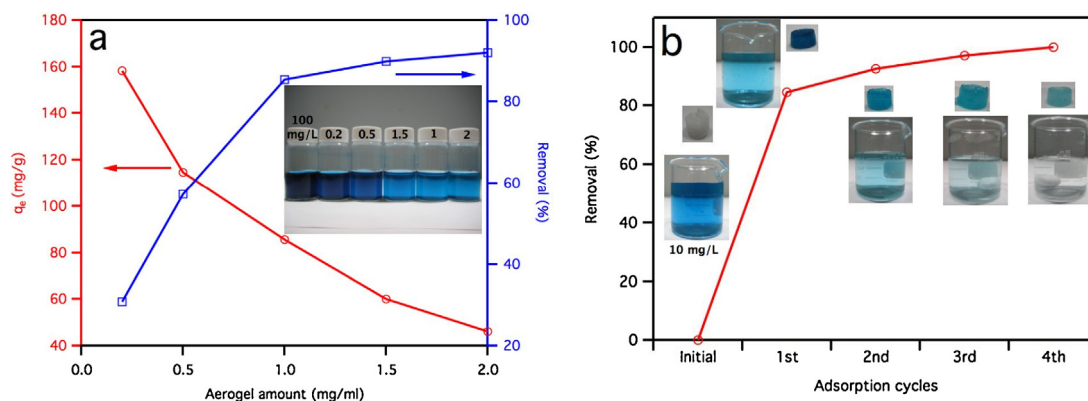 a
180
160
140
120
100
80
60
40
qe (mg/g)
0.0
0.5
1.0
1.5
2.0
Aerogel amount (mg/ml)
100
80
60
40
20
Removal (%)
100
mg/L 0.2 0.5 1.5 1 2
b
100
80
60
40
20
0
Removal (%)
10 mg/L
Initial
1st
2nd
3rd
4th
Adsorption cycles